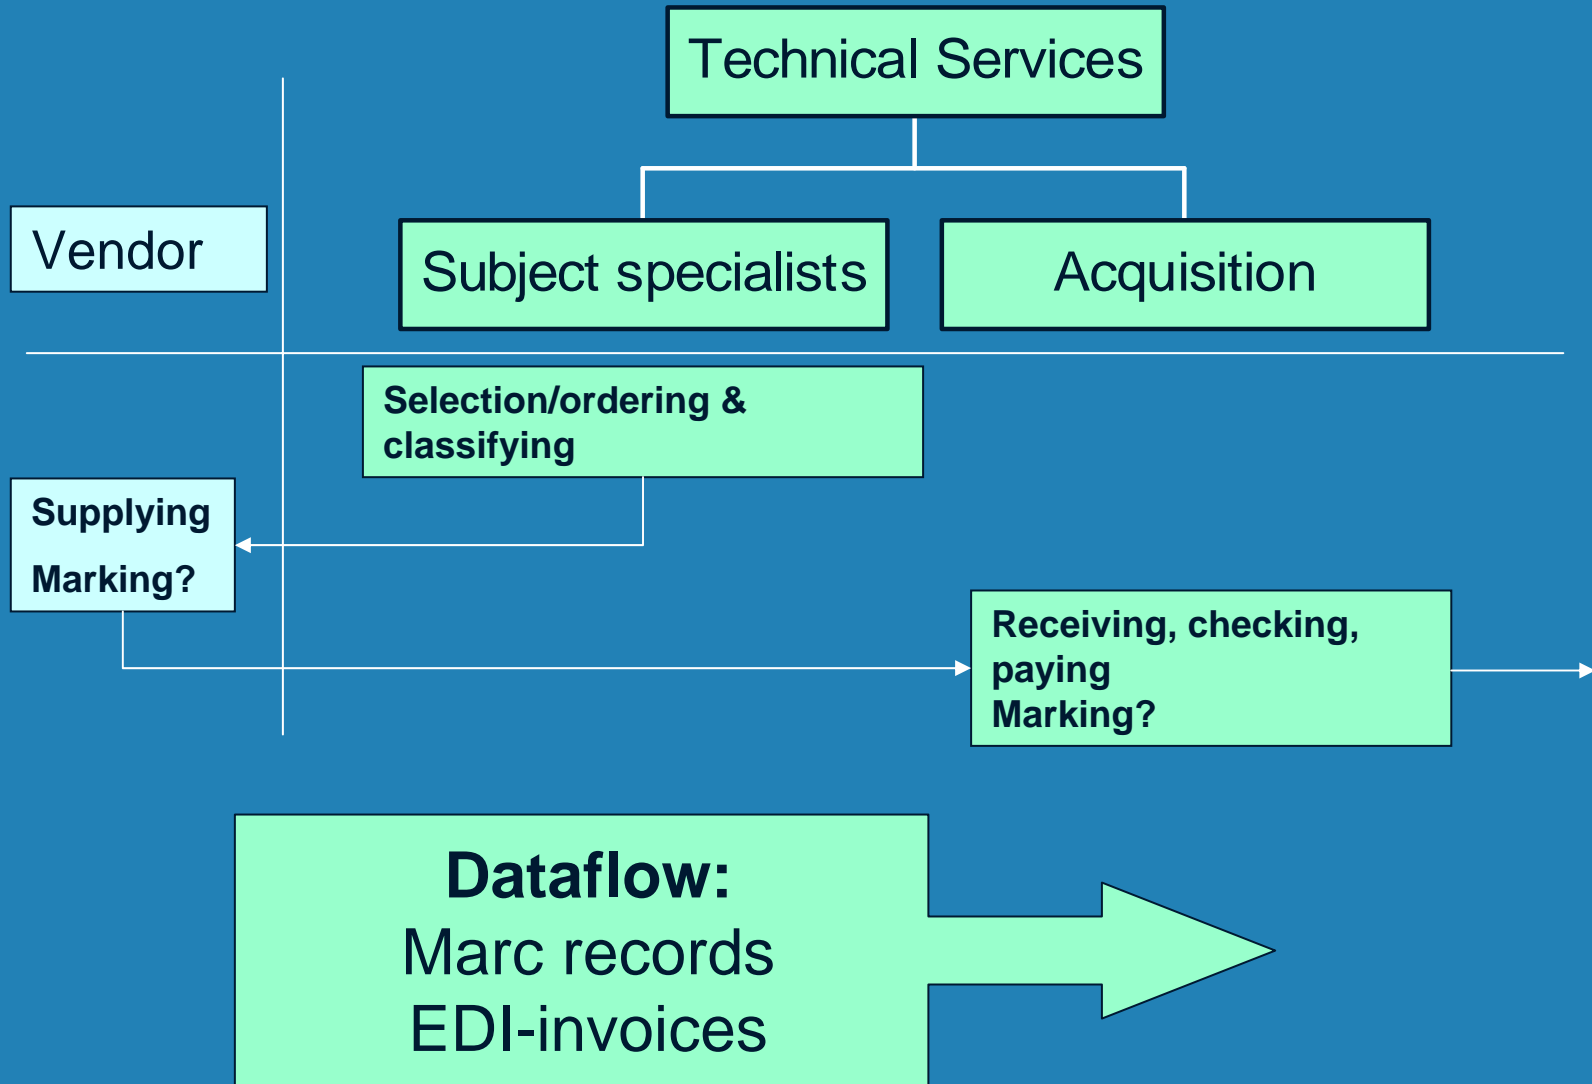 Technical Services
Vendor
Subject specialists
Acquisition
Selection/ordering &
classifying
Supplying
Marking?
Receiving, checking,
paying
Marking?
Dataflow:
Marc records
EDI-invoices